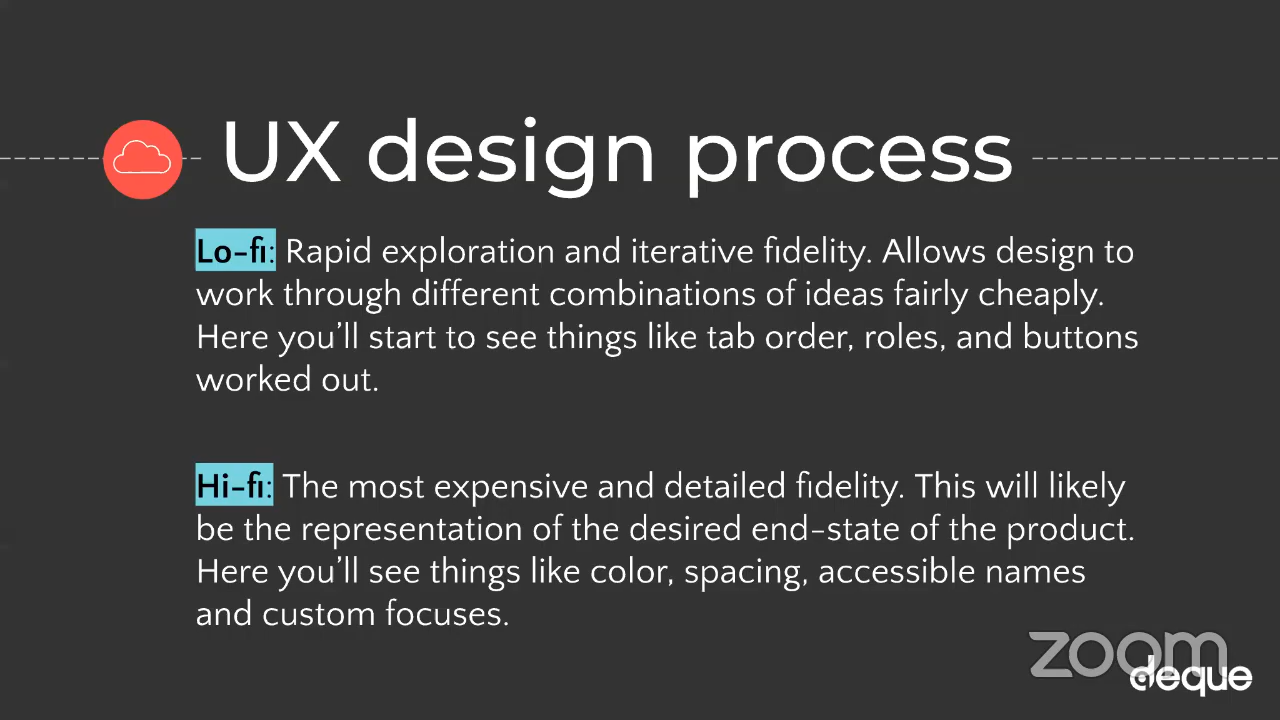 UX design process
Lo-fi: Rapid exploration and iterative fidelity. Allows design to
work through different combinations of ideas fairly cheaply.
Here you’ll start to see things like tab order, roles, and buttons
worked out.
Hi-fi: The most expensive and detailed fidelity. This will likely
be the representation of the desired end-state of the product.
Here you’ll see things like color, spacing, accessible names
and custom focuses.
zoom
deque